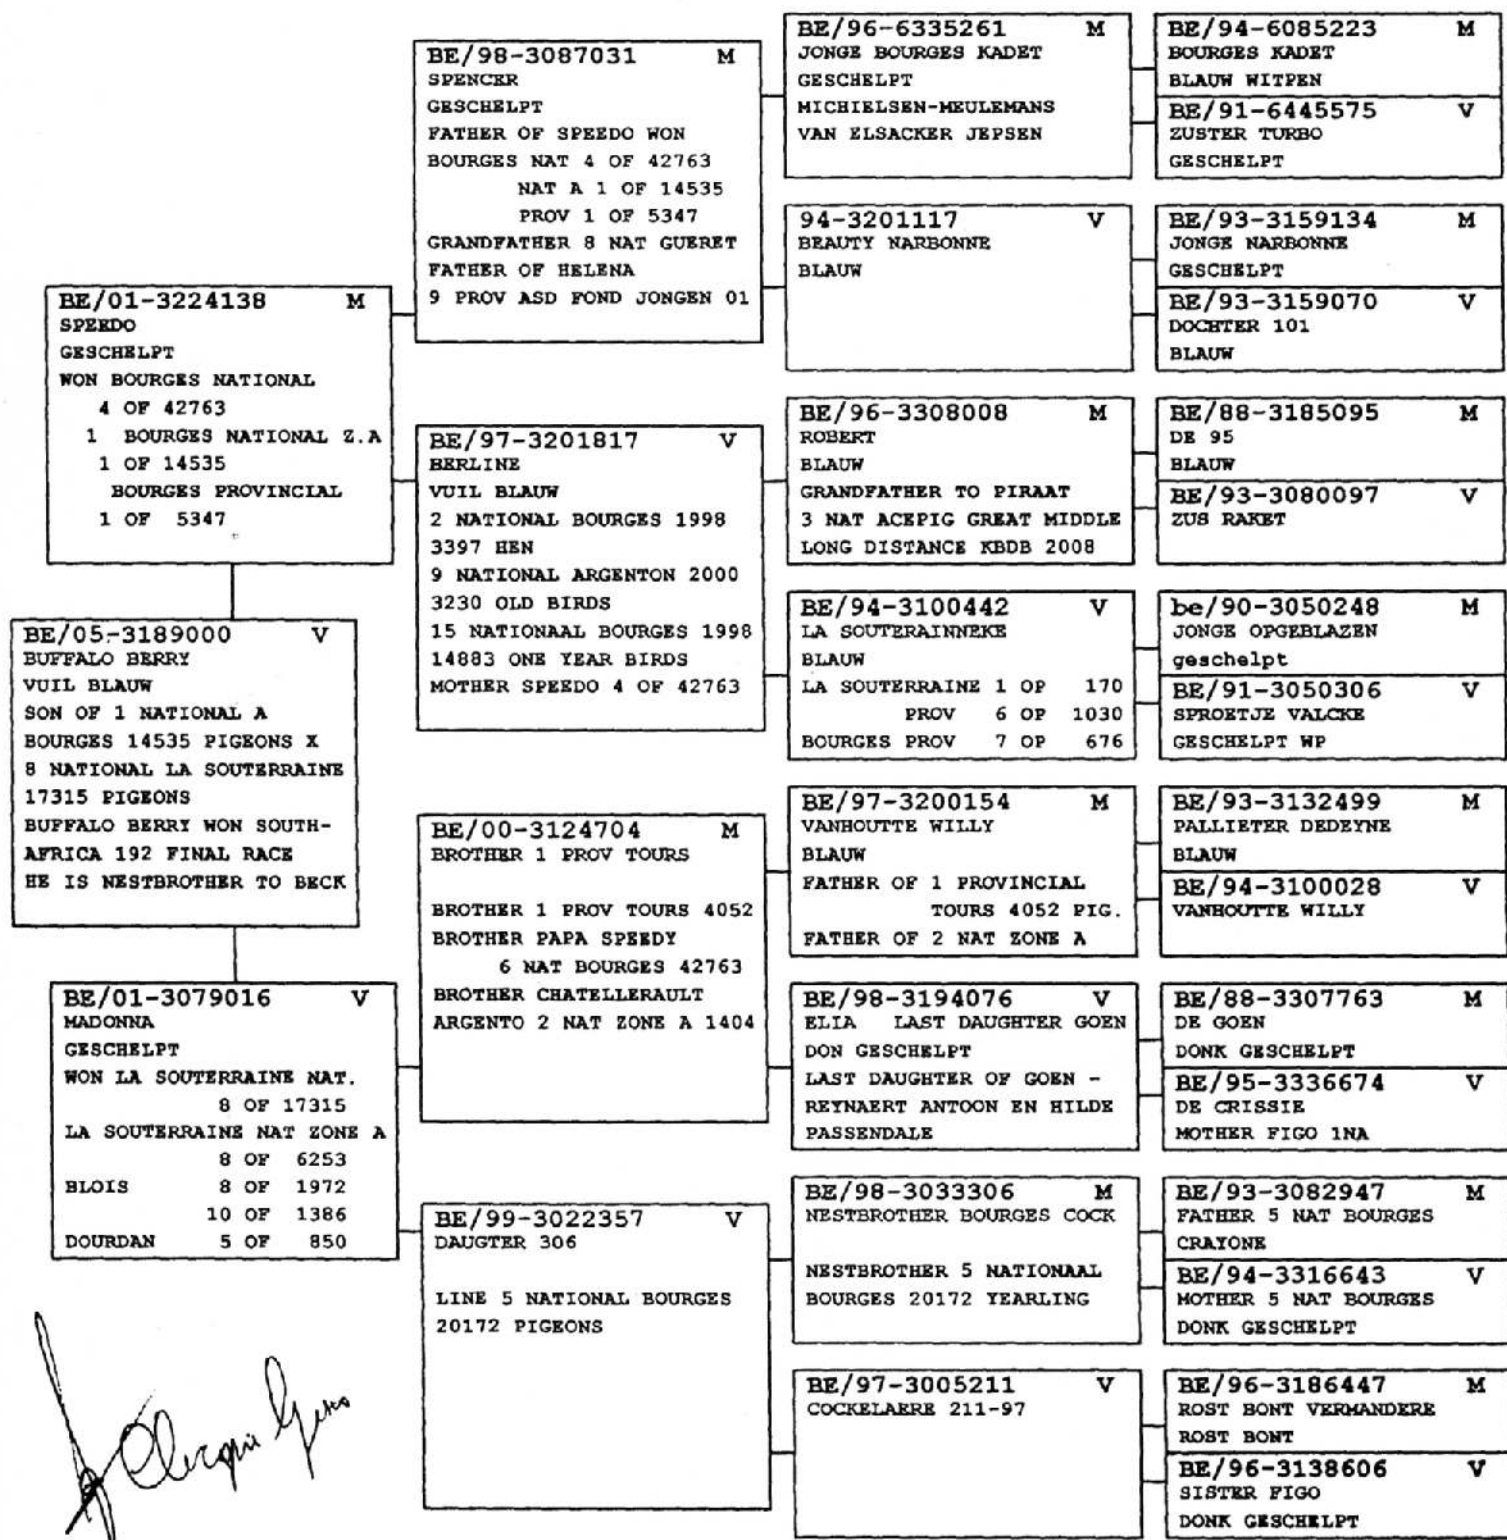 BE/05-3189000 V
BUFFALO BERRY
VUIL BLAUW
SON OF 1 NATIONAL A
BOURGES 14535 PIGEONS X
8 NATIONAL LA SOUTERRAINE
17315 PIGEONS
BUFFALO BERRY WON SOUTH-
AFRICA 192 FINAL RACE
HE IS NESTBROTHER TO BECK
BE/01-3224138 M
SPEEDO
GESCHELPT
WON BOURGES NATIONAL
4 OF 42763
1 BOURGES NATIONAL Z.A
1 OF 14535
BOURGES PROVINCIAL
1 OF 5347
BE/01-3079016 V
MADONNA
GESCHELPT
WON LA SOUTERRAINE NAT.
8 OF 17315
LA SOUTERRAINE NAT ZONE A
8 OF 6253
BLOIS 8 OF 1972
10 OF 1386
DOURDAN 5 OF 850
BE/98-3087031 M
SPENCER
GESCHELPT
FATHER OF SPEEDO WON
BOURGES NAT 4 OF 42763
NAT A 1 OF 14535
PROV 1 OF 5347
GRANDFATHER 8 NAT GUERET
FATHER OF HELENA
9 PROV ASD FOND JONGEN 01
BE/97-3201817 V
BERLINE
VUIL BLAUW
2 NATIONAL BOURGES 1998
3397 HEN
9 NATIONAL ARGENTON 2000
3230 OLD BIRDS
15 NATIONAAL BOURGES 1998
14883 ONE YEAR BIRDS
MOTHER SPEEDO 4 OF 42763
BE/00-3124704 M
BROTHER 1 PROV TOURS
BROTHER 1 PROV TOURS 4052
BROTHER PAPA SPEEDY
6 NAT BOURGES 42763
BROTHER CHATELLERAULT
ARGENTO 2 NAT ZONE A 1404
BE/99-3022357 V
DAUGTER 306
LINE 5 NATIONAL BOURGES
20172 PIGEONS
BE/96-6335261 M
JONGE BOURGES KADET
GESCHELPT
MICHIELSEN-MEULEMANS
VAN ELSACKER JEPSEN
94-3201117 V
BEAUTY NARBONNE
BLAUW
BE/96-3308008 M
ROBERT
BLAUW
GRANDFATHER TO PIRAAT
3 NAT ACEPIG GREAT MIDDLE
LONG DISTANCE KBDB 2008
BE/94-3100442 V
LA SOUTERAINNEKE
BLAUW
LA SOUTERRAINE 1 OP 170
PROV 6 OP 1030
BOURGES PROV 7 OP 676
BE/97-3200154 M
VANHOUTTE WILLY
BLAUW
FATHER OF 1 PROVINCIAL
TOURS 4052 PIG.
FATHER OF 2 NAT ZONE A
BE/98-3194076 V
ELIA LAST DAUGHTER GOEN
DON GESCHELPT
LAST DAUGHTER OF GOEN -
REYNAERT ANTOON EN HILDE
PASSENDALE
BE/98-3033306 M
NESTBROTHER BOURGES COCK
NESTBROTHER 5 NATIONAAL
BOURGES 20172 YEARLING
BE/97-3005211 V
COCKELAERE 211-97
BE/94-6085223 M
BOURGES KADET
BLAUW WITPEN
BE/91-6445575 V
ZUSTER TURBO
GESCHELPT
BE/93-3159134 M
JONGE NARBONNE
GESCHELPT
BE/93-3159070 V
DOCHTER 101
BLAUW
BE/88-3185095 M
DE 95
BLAUW
BE/93-3080097 V
ZUS RAKET
be/90-3050248 M
JONGE OPGEBLAZEN
geschelpt
BE/91-3050306 V
SPROETJE VALCKE
GESCHELPT WP
BE/93-3132499 M
PALLIETER DEDEYNE
BLAUW
BE/94-3100028 V
VANHOUTTE WILLY
BE/88-3307763 M
DE GOEN
DONK GESCHELPT
BE/95-3336674 V
DE CRISSIE
MOTHER FIGO 1NA
BE/93-3082947 M
FATHER 5 NAT BOURGES
CRAYONE
BE/94-3316643 V
MOTHER 5 NAT BOURGES
DONK GESCHELPT
BE/96-3186447 M
ROST BONT VERMANDERE
ROST BONT
BE/96-3138606 V
SISTER FIGO
DONK GESCHELPT